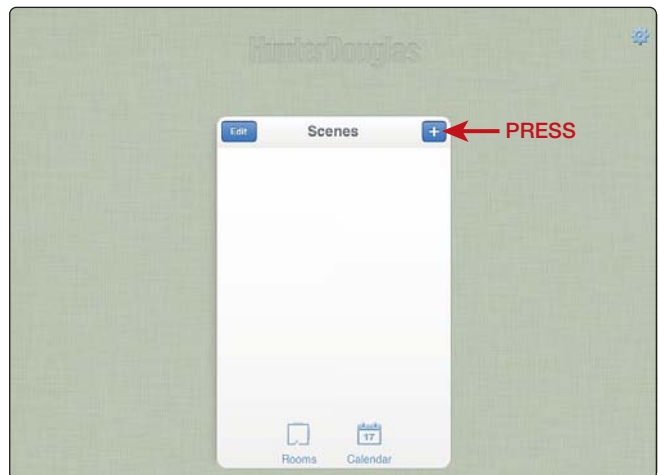 HunterDouglas
Edit
Scenes
+
PRESS
17
Rooms
Calendar